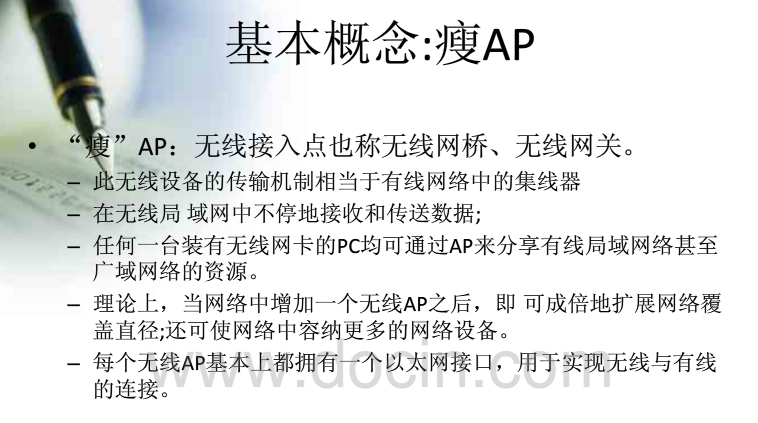 基本概念:瘦AP
• “瘦”AP：无线接入点也称无线网桥、无线网关。
– 此无线设备的传输机制相当于有线网络中的集线器
– 在无线局 域网中不停地接收和传送数据;
– 任何一台装有无线网卡的PC均可通过AP来分享有线局域网络甚至
广域网络的资源。
– 理论上，当网络中增加一个无线AP之后，即 可成倍地扩展网络覆
盖直径;还可使网络中容纳更多的网络设备。
– 每个无线AP基本上都拥有一个以太网接口，用于实现无线与有线
的连接。
www.docin.com